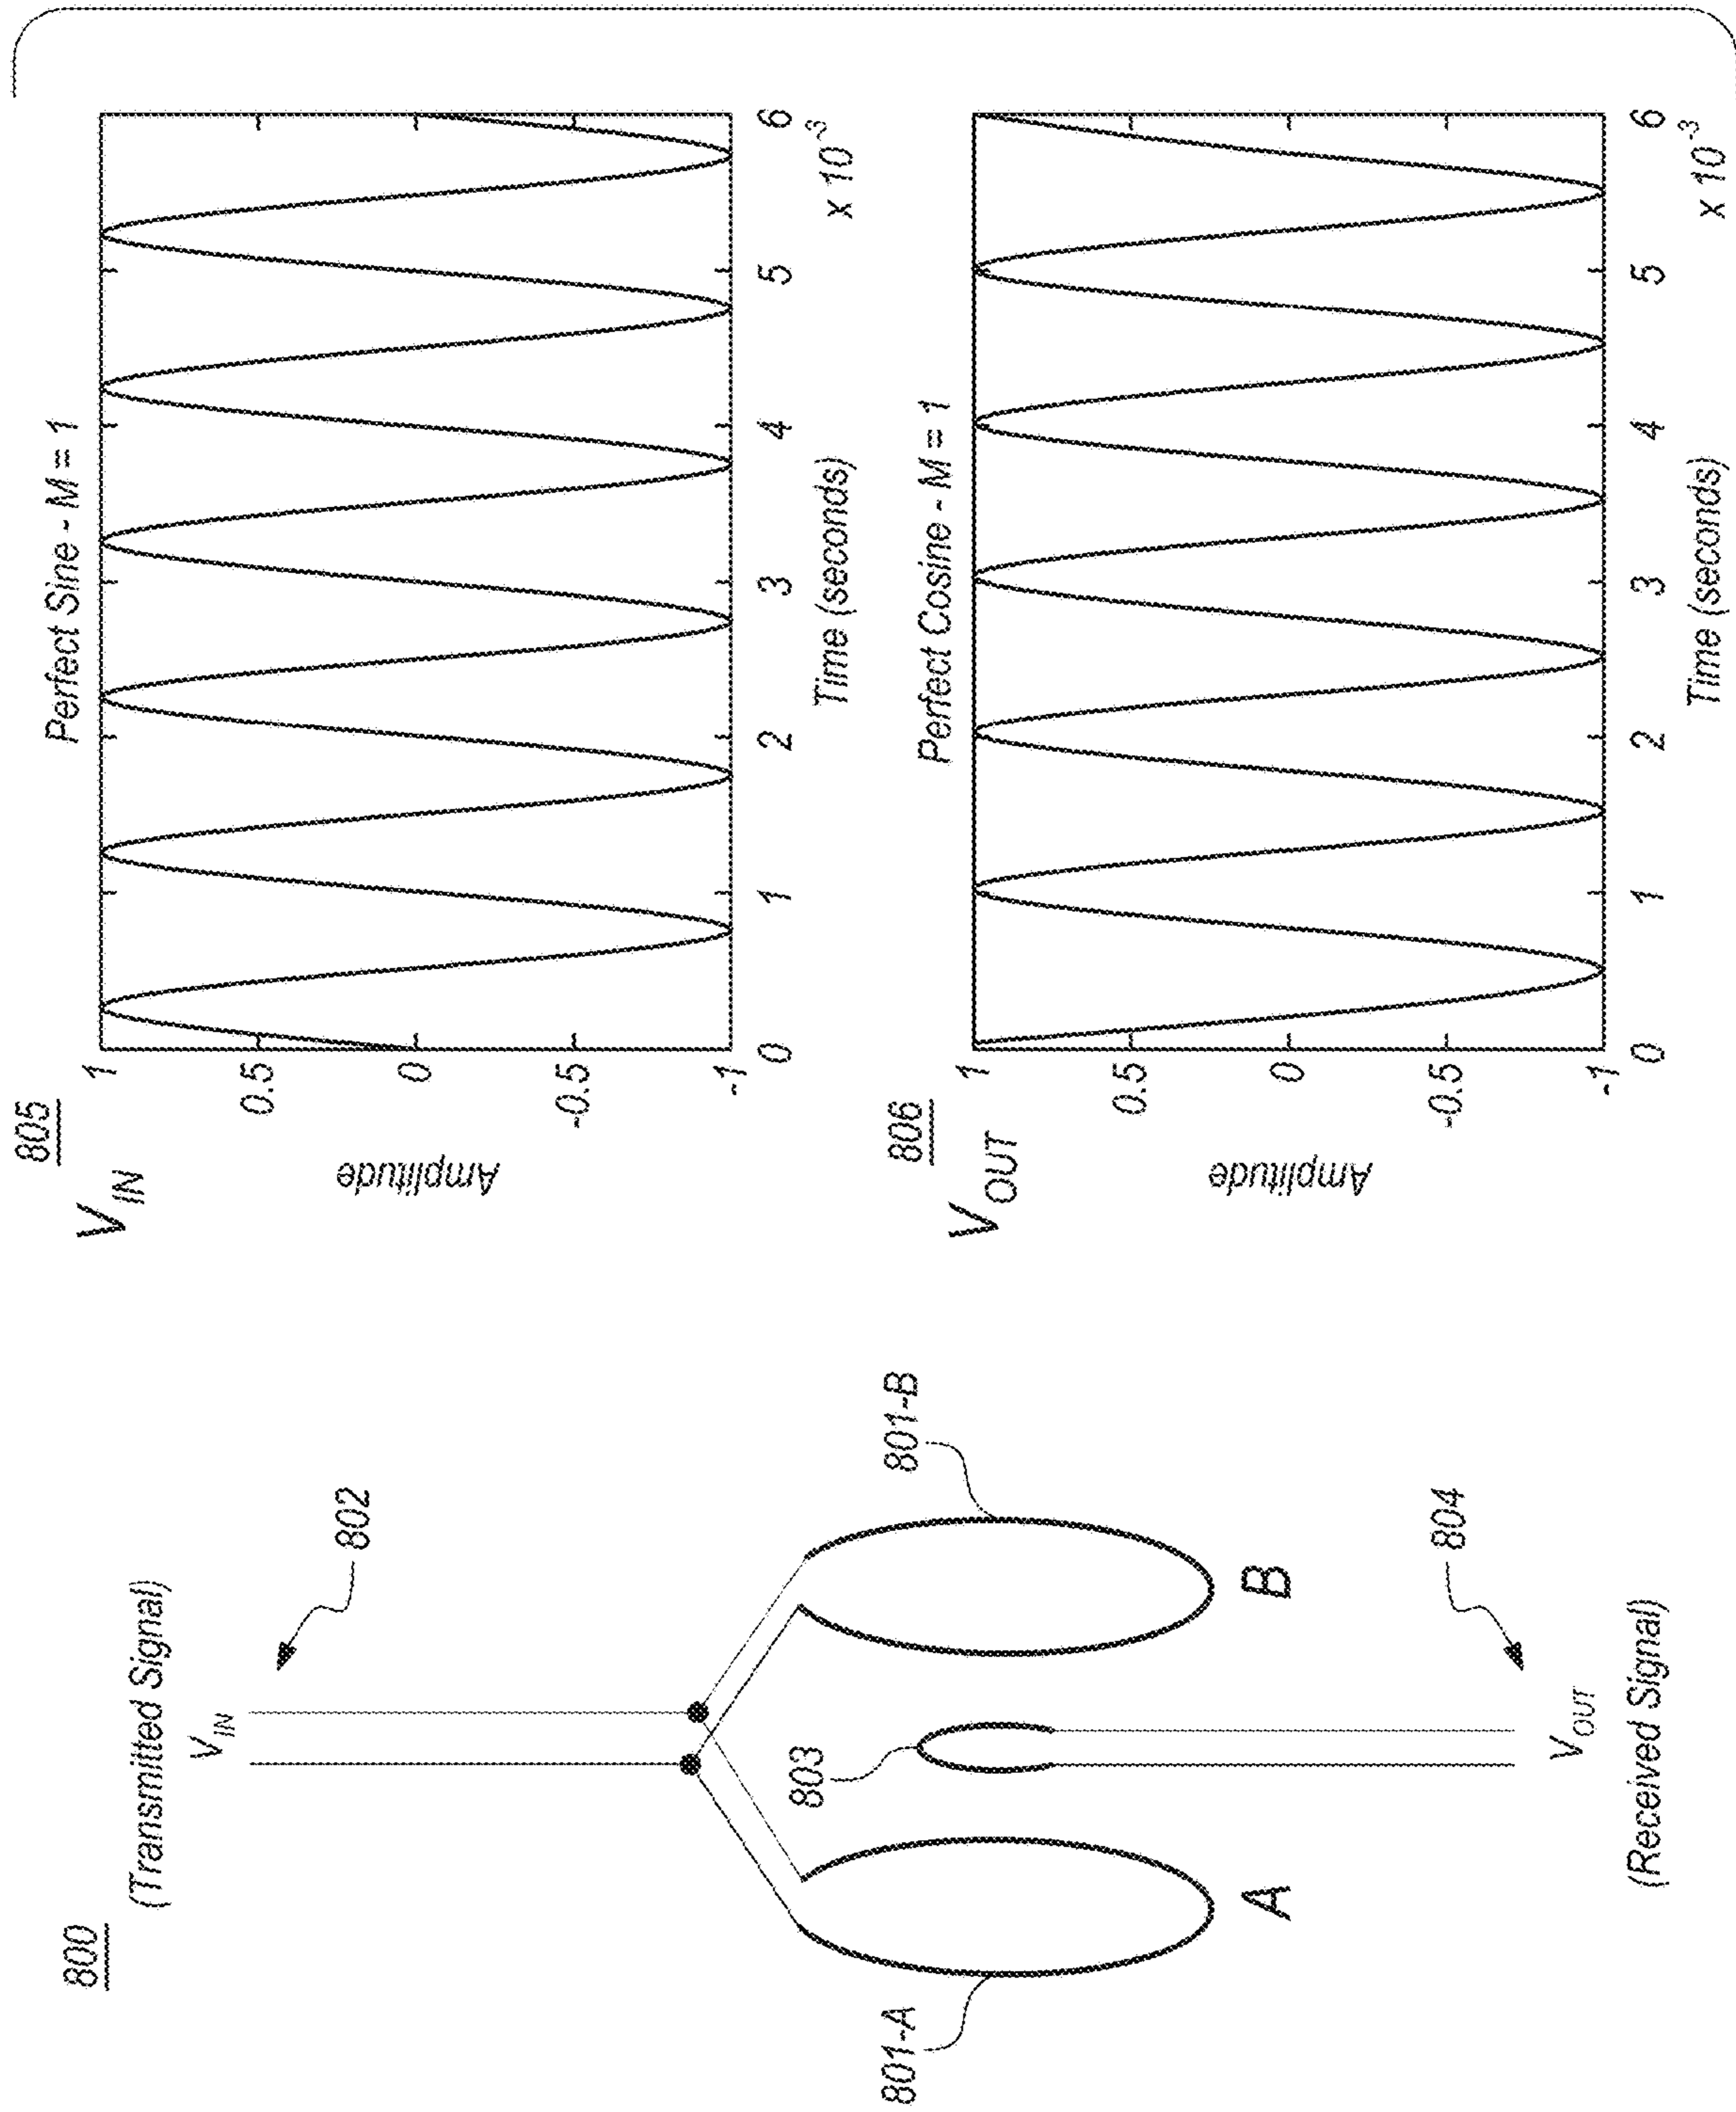 800
(Transmitted Signal)
V_IN
802
803
801-A
801-B
A
B
804
V_OUT
(Received Signal)
805
V_IN
Perfect Sine - M = 1
Amplitude
1
0.5
0
-0.5
-1
0 1 2 3 4 5 6
Time (seconds)
x 10^-3
806
V_OUT
Perfect Cosine - M = 1
Amplitude
1
0.5
0
-0.5
-1
0 1 2 3 4 5 6
Time (seconds)
x 10^-3